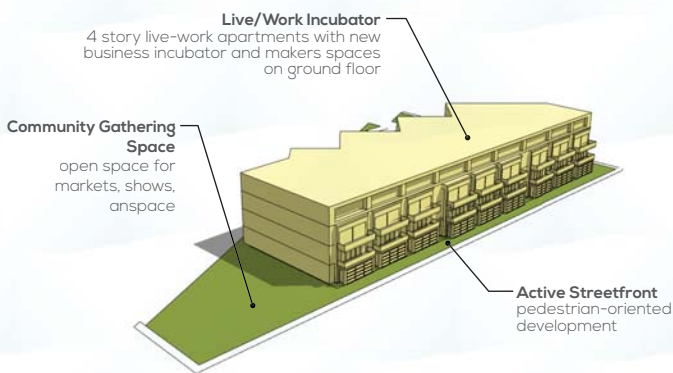 Live/Work Incubator
4 story live-work apartments with new
business incubator and makers spaces
on ground floor
Community Gathering
Space
open space for
markets, shows,
anspace
Active Streetfront
pedestrian-oriented
development